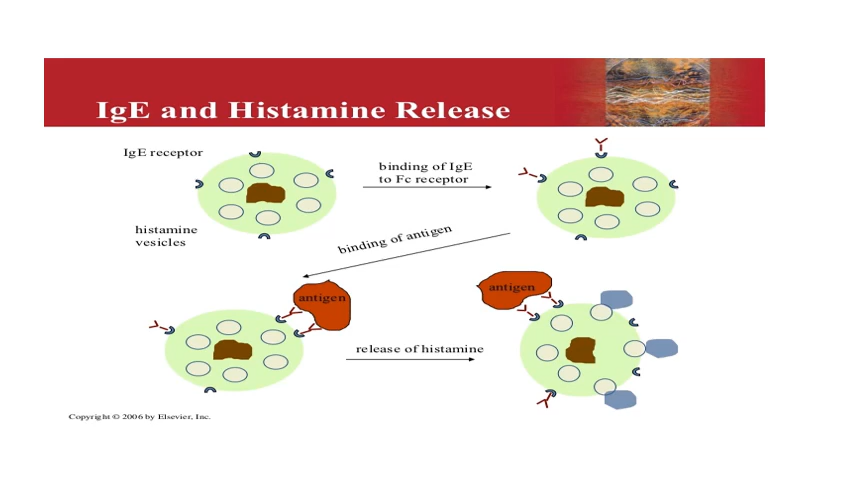 IgE and Histamine Release
IgE receptor
binding of IgE
to Fc receptor
histamine
vesicles
binding of antigen
antigen
antigen
release of histamine
Copyright © 2006 by Elsevier, Inc.